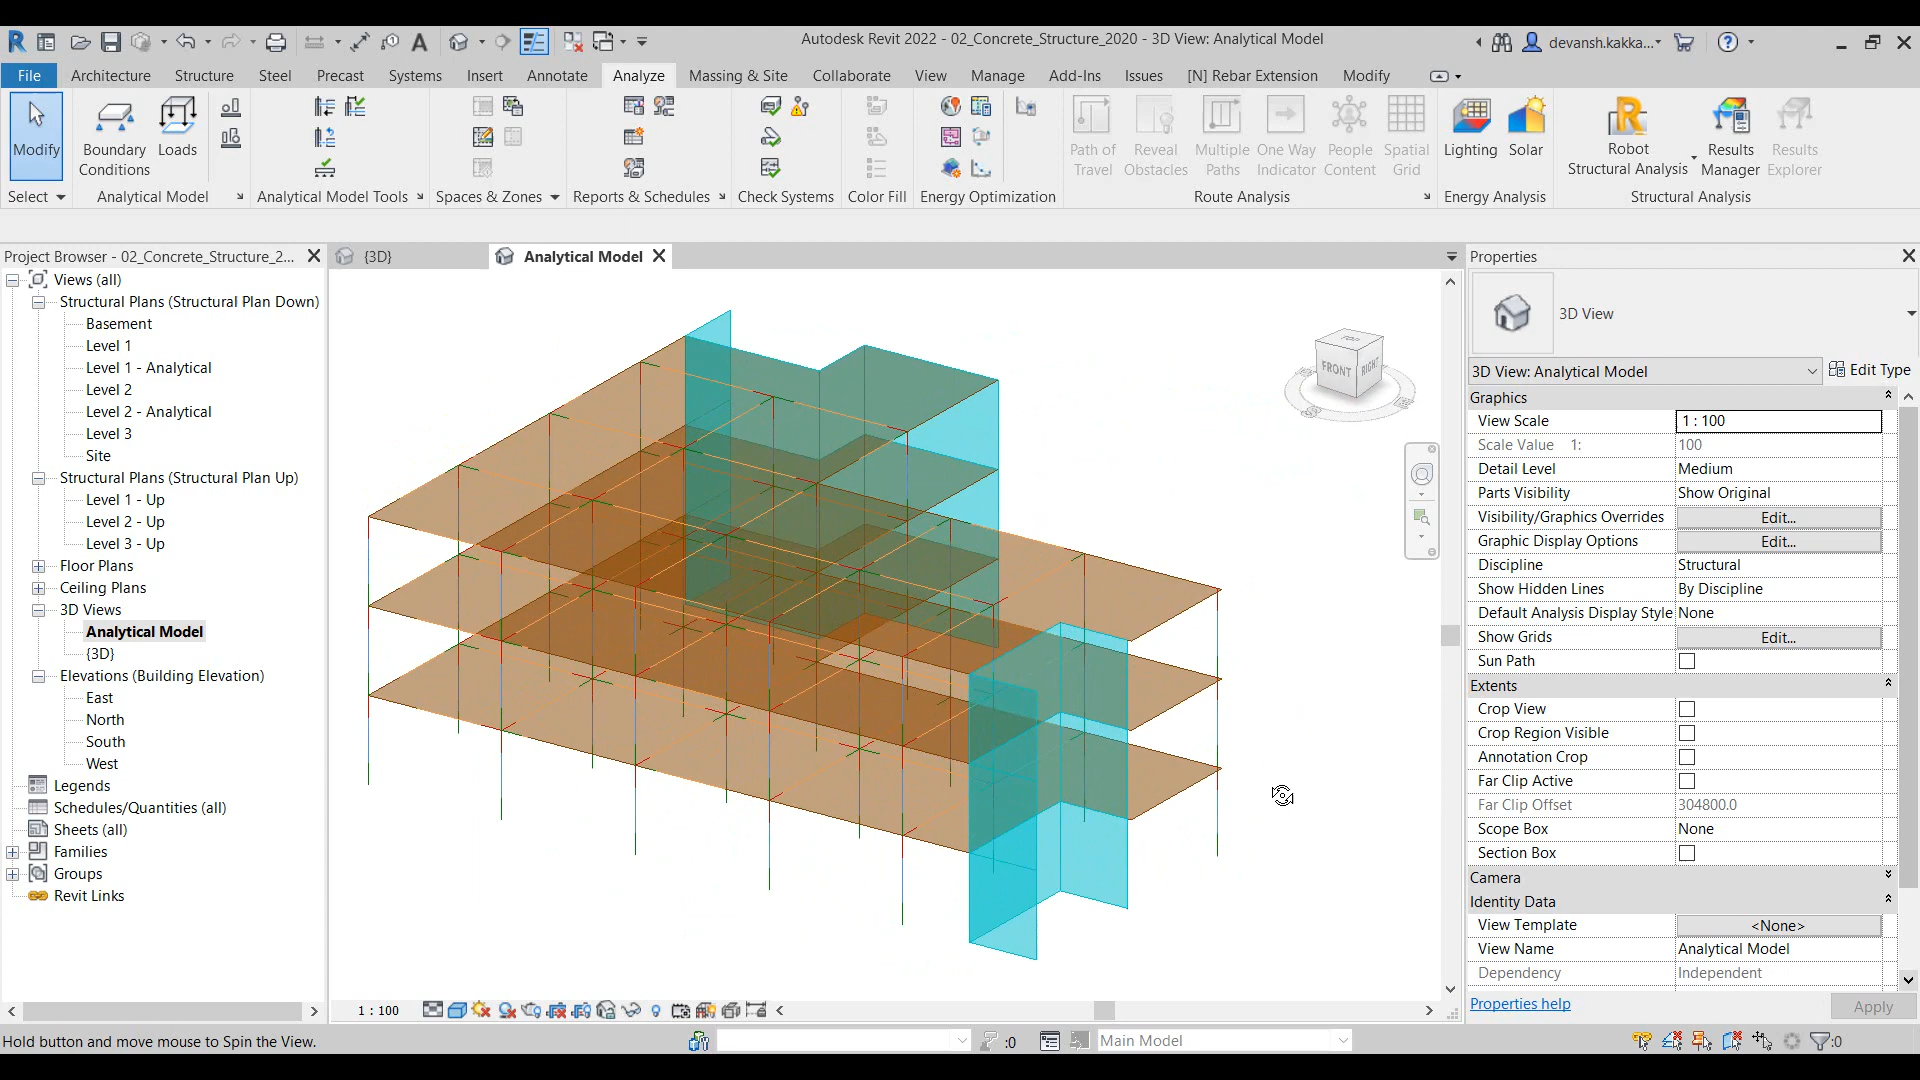 Autodesk Revit 2022 - 02_Concrete_Structure_2020 - 3D View: Analytical Model
devansh.kakka...
File Architecture Structure Steel Precast Systems Insert Annotate Analyze Massing & Site Collaborate View Manage Add-Ins Issues [N] Rebar Extension Modify
Modify
Boundary Conditions
Loads
Path of Travel
Reveal Obstacles
Multiple Paths
One Way Indicator
People Content
Spatial Grid
Lighting
Solar
Robot Structural Analysis
Results Manager
Results Explorer
Select Analytical Model Analytical Model Tools Spaces & Zones Reports & Schedules Check Systems Color Fill Energy Optimization Route Analysis Energy Analysis Structural Analysis
Project Browser - 02_Concrete_Structure_2...
Views (all)
Structural Plans (Structural Plan Down)
Basement
Level 1
Level 1 - Analytical
Level 2
Level 2 - Analytical
Level 3
Site
Structural Plans (Structural Plan Up)
Level 1 - Up
Level 2 - Up
Level 3 - Up
Floor Plans
Ceiling Plans
3D Views
Analytical Model
{3D}
Elevations (Building Elevation)
East
North
South
West
Legends
Schedules/Quantities (all)
Sheets (all)
Families
Groups
Revit Links
{3D}
Analytical Model
TOP
FRONT
RIGHT
Properties
3D View
3D View: Analytical Model
Edit Type
Graphics
View Scale 1 : 100
Scale Value 1: 100
Detail Level Medium
Parts Visibility Show Original
Visibility/Graphics Overrides Edit...
Graphic Display Options Edit...
Discipline Structural
Show Hidden Lines By Discipline
Default Analysis Display Style None
Show Grids Edit...
Sun Path
Extents
Crop View
Crop Region Visible
Annotation Crop
Far Clip Active
Far Clip Offset 304800.0
Scope Box None
Section Box
Camera
Identity Data
View Template <None>
View Name Analytical Model
Dependency Independent
Properties help
Apply
1 : 100
Hold button and move mouse to Spin the View.
:0
Main Model
:0